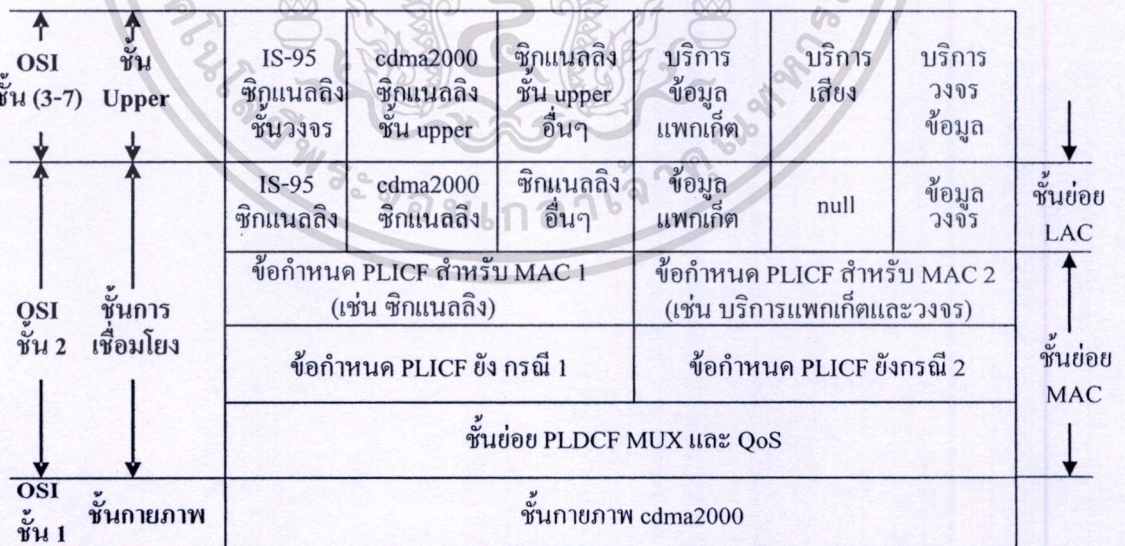 OSI
ชั้น (3-7)
ชั้น
Upper
IS-95
ซิกแนลลิง
ชั้นวงจร
cdma2000
ซิกแนลลิง
ชั้น upper
ซิกแนลลิง
ชั้น upper
อื่นๆ
บริการ
ข้อมูล
แพกเก็ต
บริการ
เสียง
บริการ
วงจร
ข้อมูล
IS-95
ซิกแนลลิง
cdma2000
ซิกแนลลิง
ซิกแนลลิง
อื่นๆ
ข้อมูล
แพกเก็ต
null
ข้อมูล
วงจร
ชั้นย่อย
LAC
OSI
ชั้น 2
ชั้นการ
เชื่อมโยง
ข้อกำหนด PLICF สำหรับ MAC 1
(เช่น ซิกแนลลิง)
ข้อกำหนด PLICF สำหรับ MAC 2
(เช่น บริการแพกเก็ตและวงจร)
ข้อกำหนด PLICF ยัง กรณี 1
ข้อกำหนด PLICF ยังกรณี 2
ชั้นย่อย
MAC
ชั้นย่อย PLDCF MUX และ QoS
OSI
ชั้น 1
ชั้นกายภาพ
ชั้นกายภาพ cdma2000